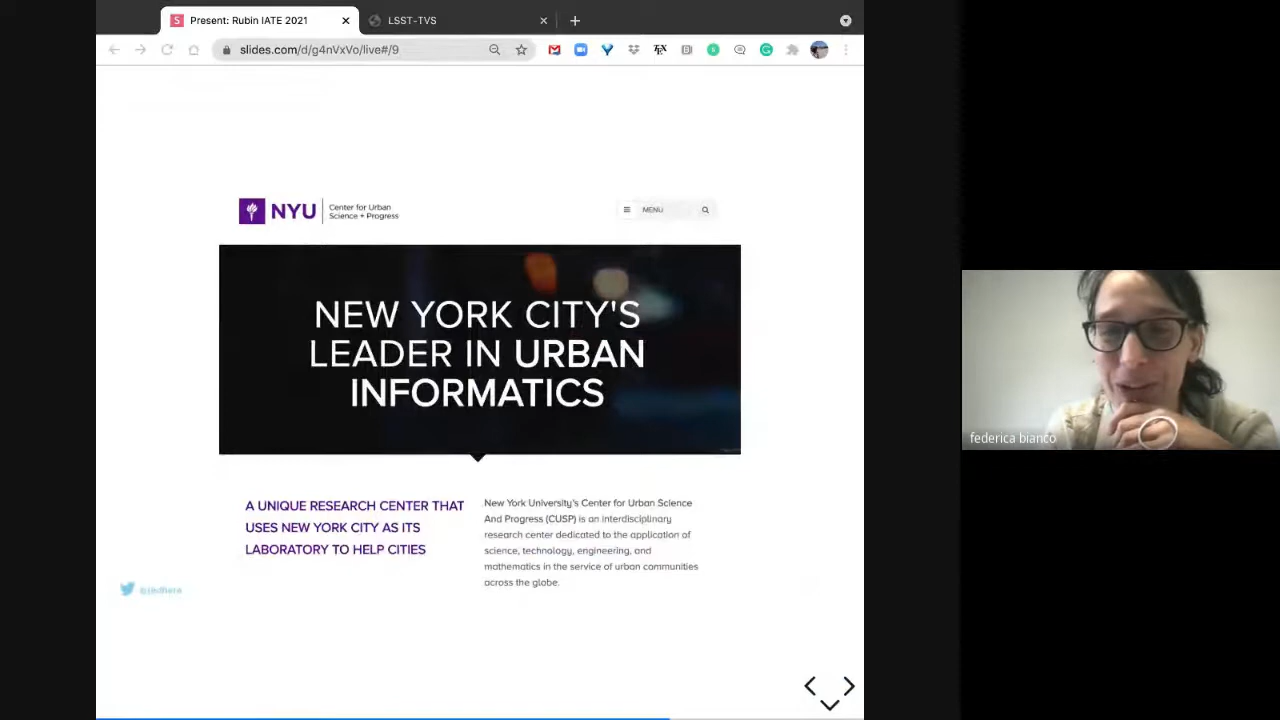 Present: Rubin IATE 2021
LSST-TVS
slides.com/d/g4nVxVo/live#/9
NYU
Center for Urban
Science + Progress
MENU
NEW YORK CITY'S
LEADER IN URBAN
INFORMATICS
A UNIQUE RESEARCH CENTER THAT
USES NEW YORK CITY AS ITS
LABORATORY TO HELP CITIES
New York University's Center for Urban Science
And Progress (CUSP) is an interdisciplinary
research center dedicated to the application of
science, technology, engineering, and
mathematics in the service of urban communities
across the globe.
federica bianco